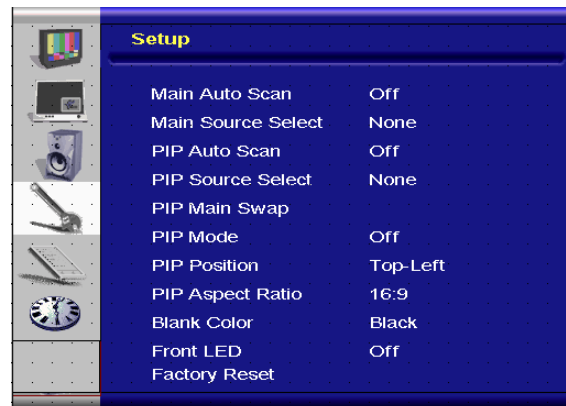 Setup
Main Auto Scan Off
Main Source Select None
PIP Auto Scan Off
PIP Source Select None
PIP Main Swap
PIP Mode Off
PIP Position Top-Left
PIP Aspect Ratio 16:9
Blank Color Black
Front LED Off
Factory Reset